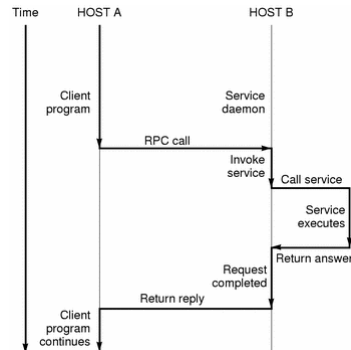 Time
HOST A
HOST B
Client
program
Service
daemon
RPC call
Invoke
service
Call service
Service
executes
Return answer
Request
completed
Return reply
Client
program
continues